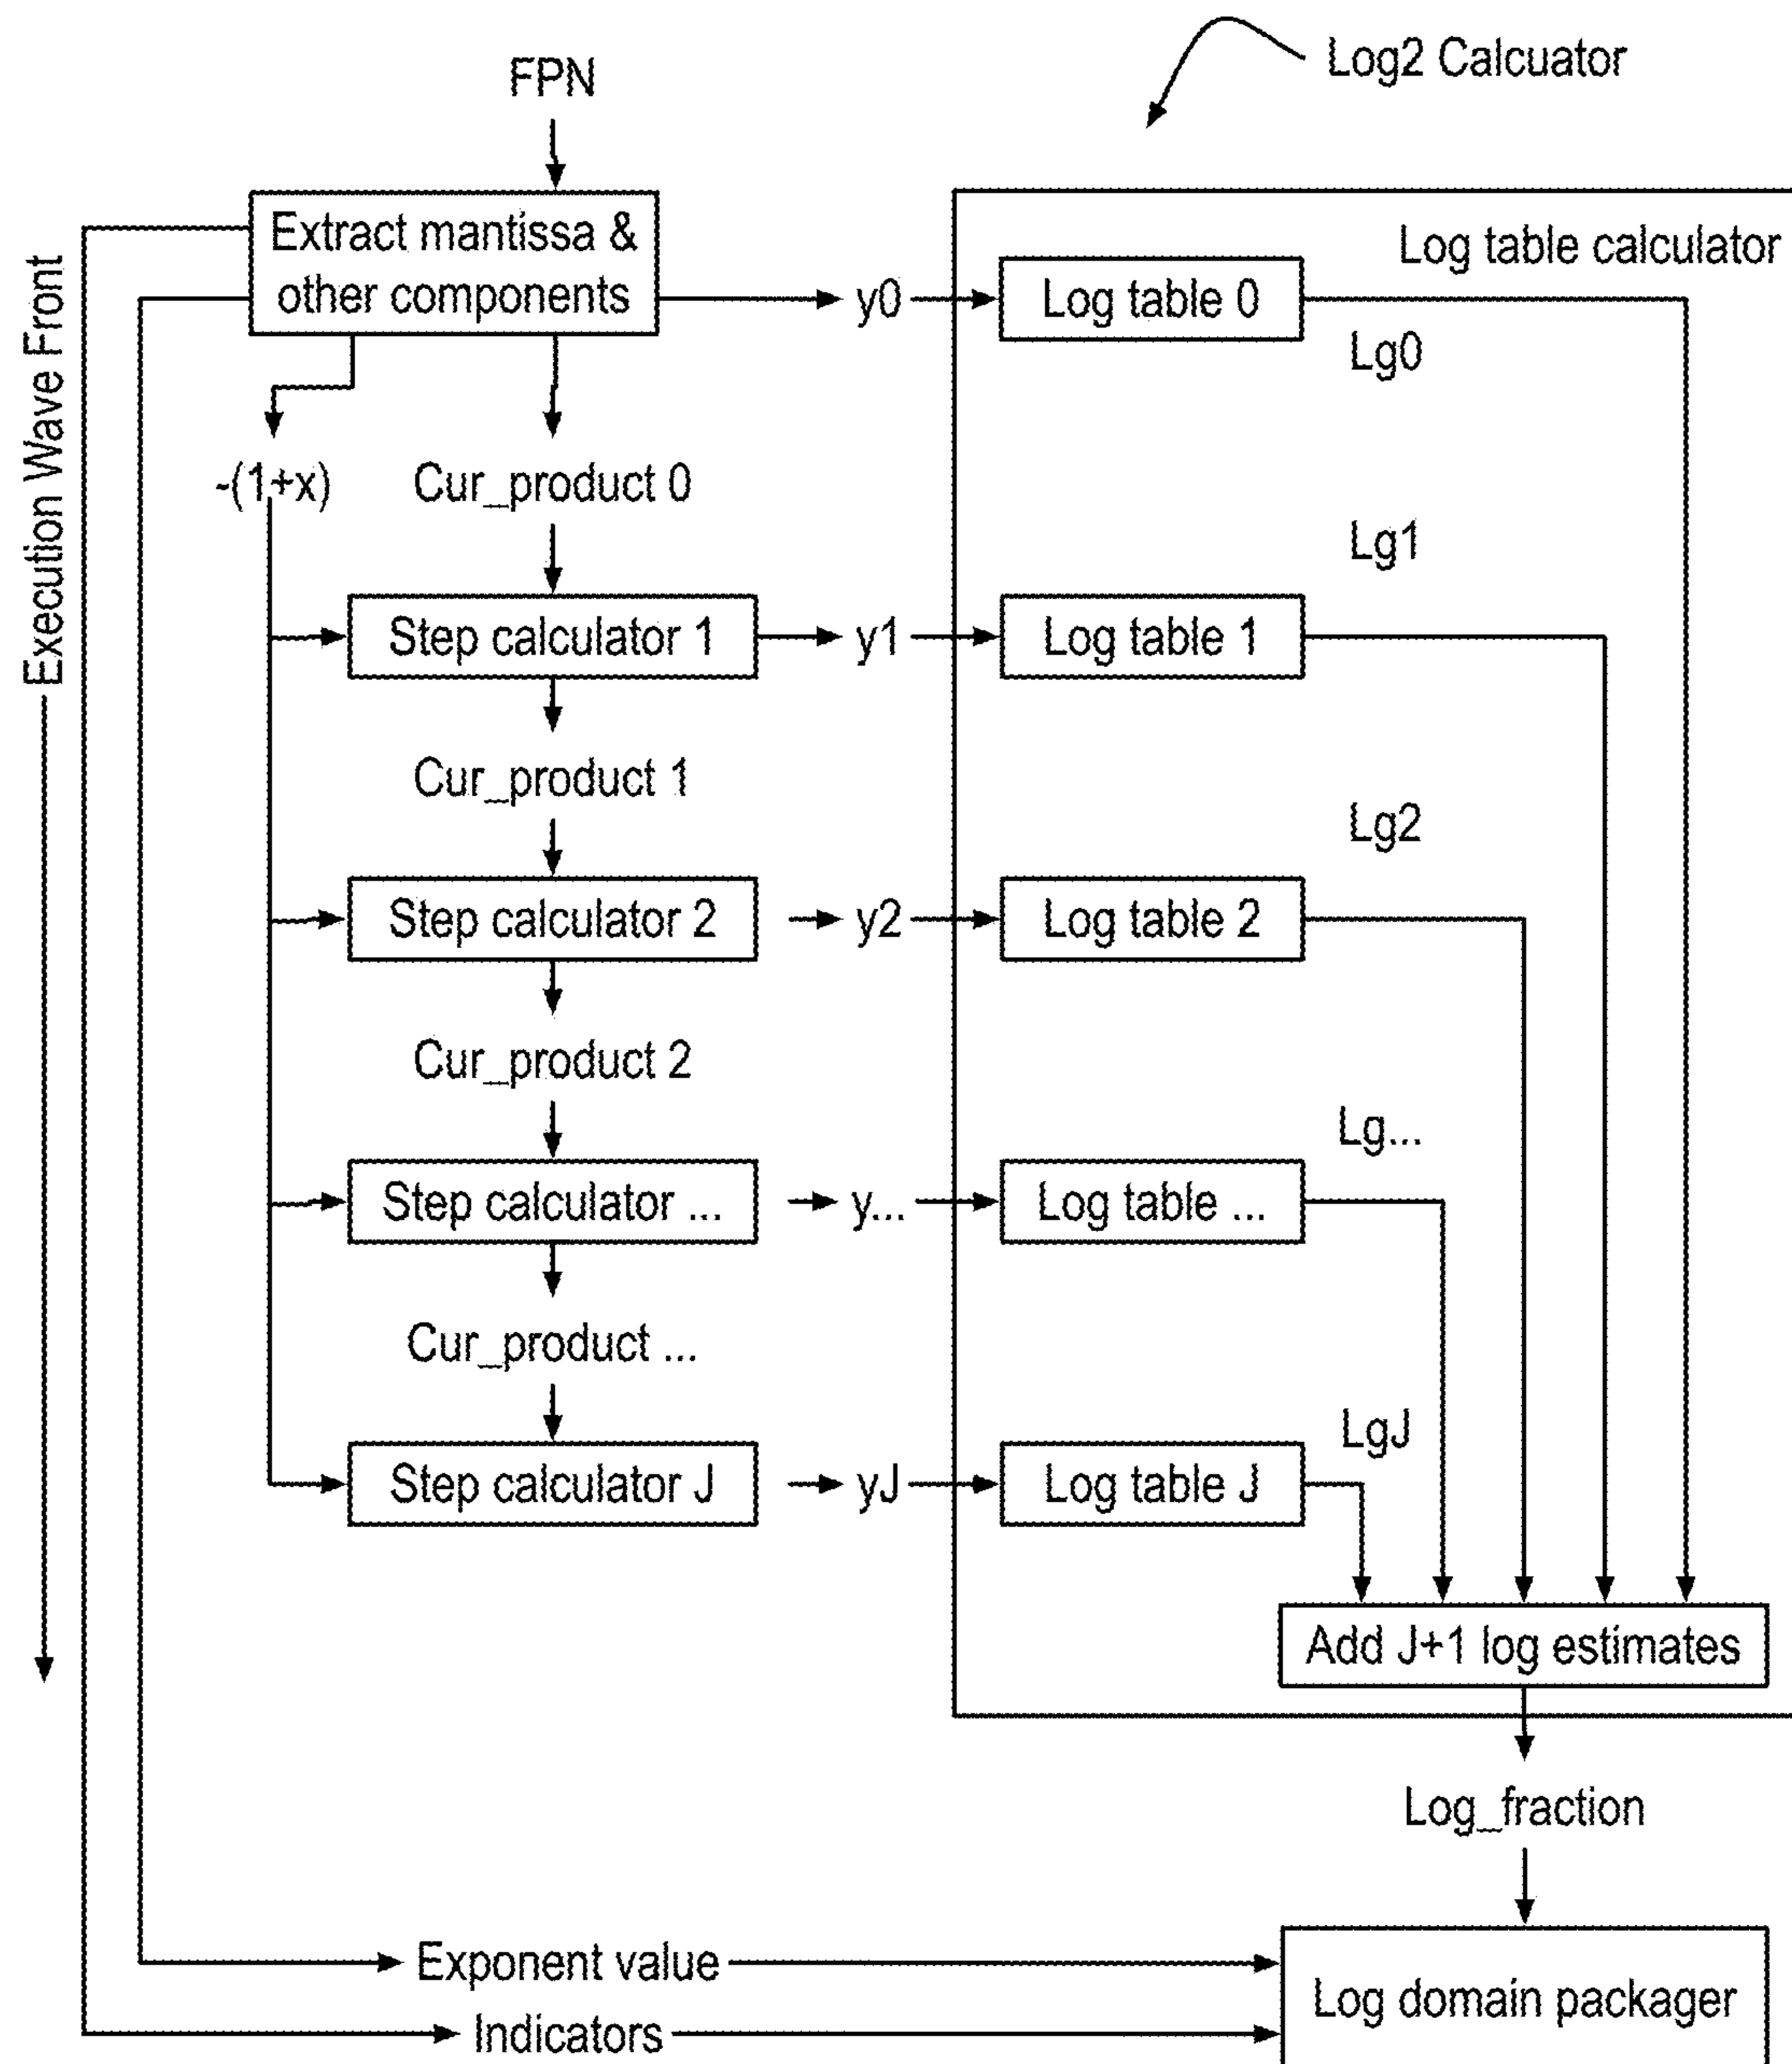 Log2 Calcuator
FPN
Extract mantissa &
other components
y0
Log table calculator
Log table 0
Lg0
Execution Wave Front
-(1+x)
Cur_product 0
Lg1
Step calculator 1
y1
Log table 1
Cur_product 1
Lg2
Step calculator 2
y2
Log table 2
Cur_product 2
Lg...
Step calculator ...
y...
Log table ...
Cur_product ...
LgJ
Step calculator J
yJ
Log table J
Add J+1 log estimates
Log_fraction
Exponent value
Log domain packager
Indicators